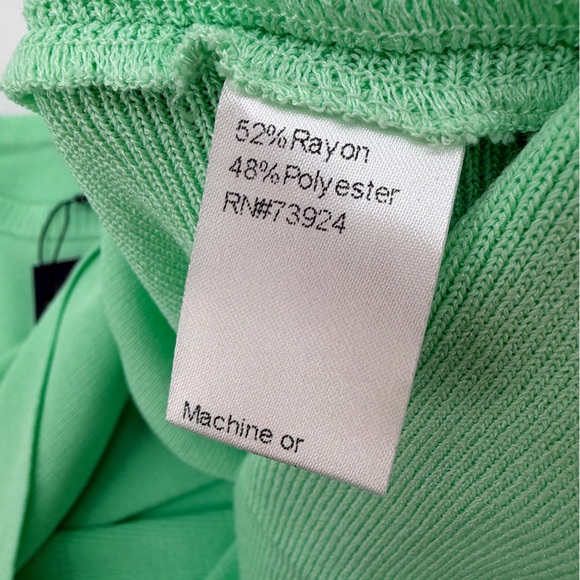 52%Rayon
48%Polyester
RN#73924
Machine or